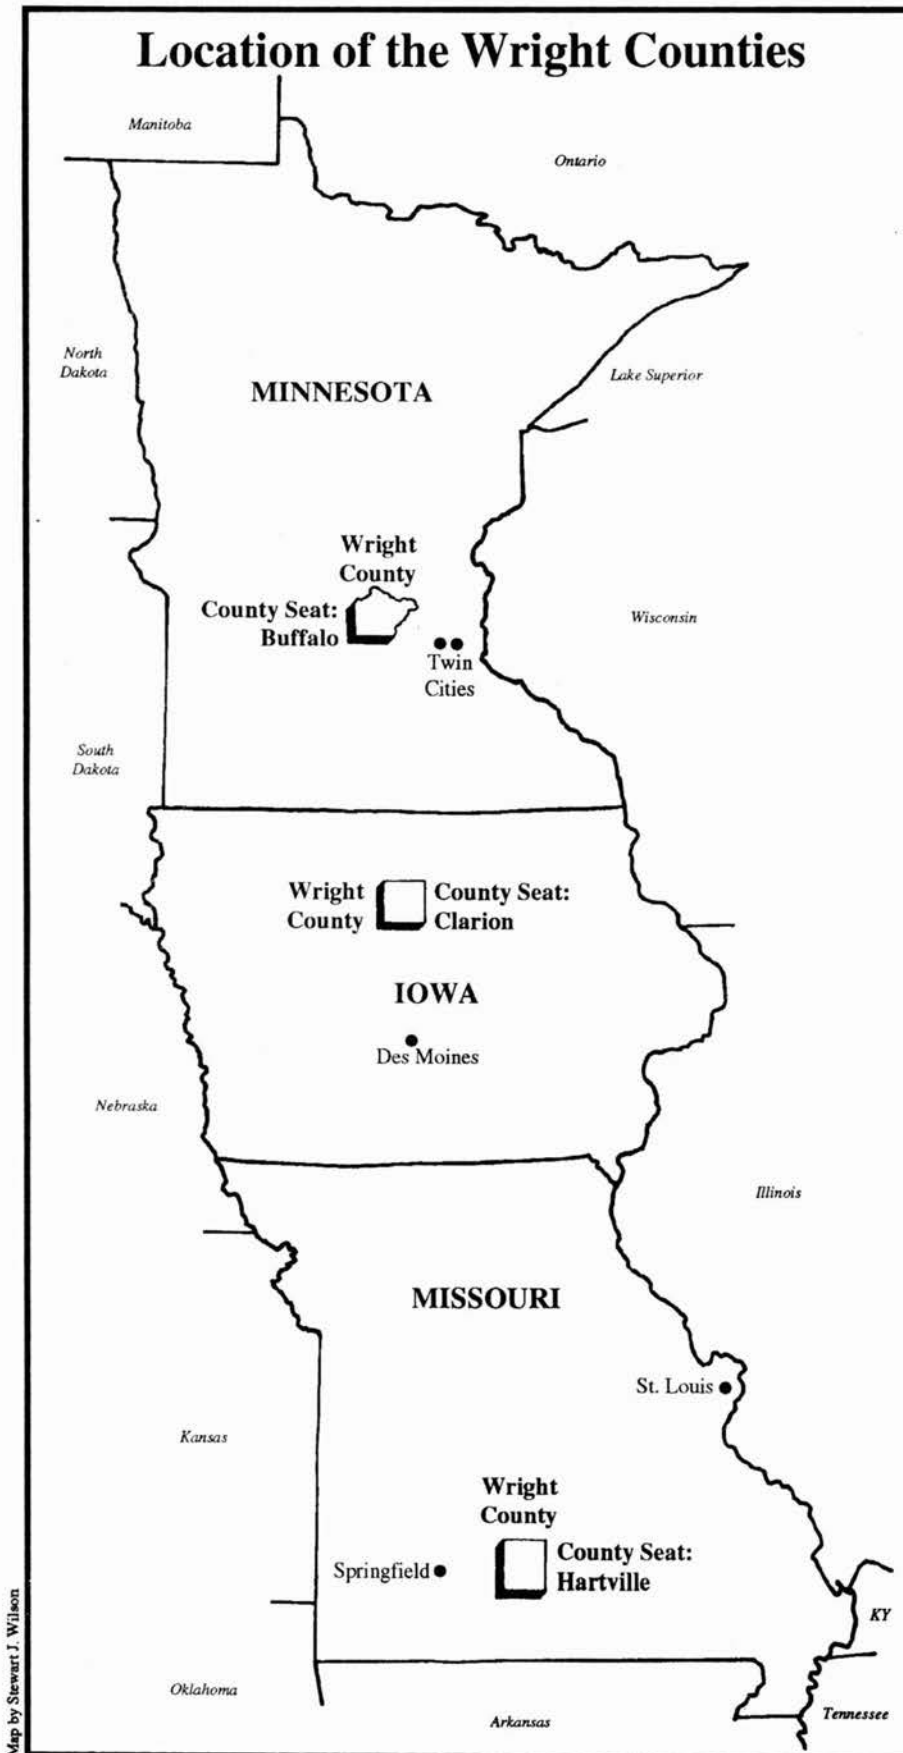 Location of the Wright Counties
Manitoba
Ontario
North
Dakota
MINNESOTA
Lake Superior
Wright
County
County Seat:
Buffalo
Wisconsin
Twin
Cities
South
Dakota
Wright
County
County Seat:
Clarion
IOWA
Des Moines
Nebraska
Illinois
MISSOURI
St. Louis
Kansas
Wright
County
Springfield
County Seat:
Hartville
KY
Oklahoma
Arkansas
Tennessee
Map by Stewart J. Wilson